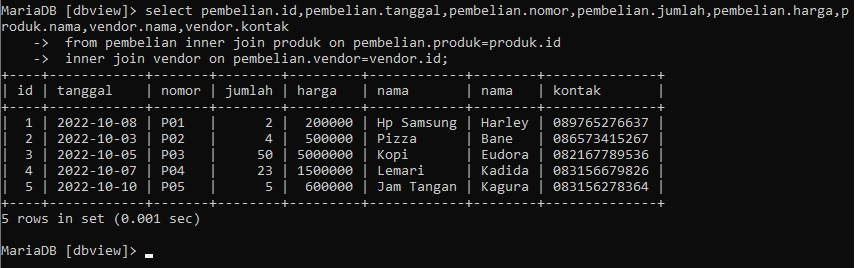 MariaDB [dbview]> select pembelian.id,pembelian.tanggal,pembelian.nomor,pembelian.jumlah,pembelian.harga,p
roduk.nama,vendor.nama,vendor.kontak
    ->  from pembelian inner join produk on pembelian.produk=produk.id
    ->  inner join vendor on pembelian.vendor=vendor.id;
+----+------------+-------+--------+---------+------------+--------+--------------+
| id | tanggal    | nomor | jumlah | harga   | nama       | nama   | kontak       |
+----+------------+-------+--------+---------+------------+--------+--------------+
|  1 | 2022-10-08 | P01   |      2 |  200000 | Hp Samsung | Harley | 089765276637 |
|  2 | 2022-10-03 | P02   |      4 |  500000 | Pizza      | Bane   | 086573415267 |
|  3 | 2022-10-05 | P03   |     50 | 5000000 | Kopi       | Eudora | 082167789536 |
|  4 | 2022-10-07 | P04   |     23 | 1500000 | Lemari     | Kadida | 083156679826 |
|  5 | 2022-10-10 | P05   |      5 |  600000 | Jam Tangan | Kagura | 083156278364 |
+----+------------+-------+--------+---------+------------+--------+--------------+
5 rows in set (0.001 sec)
MariaDB [dbview]> _